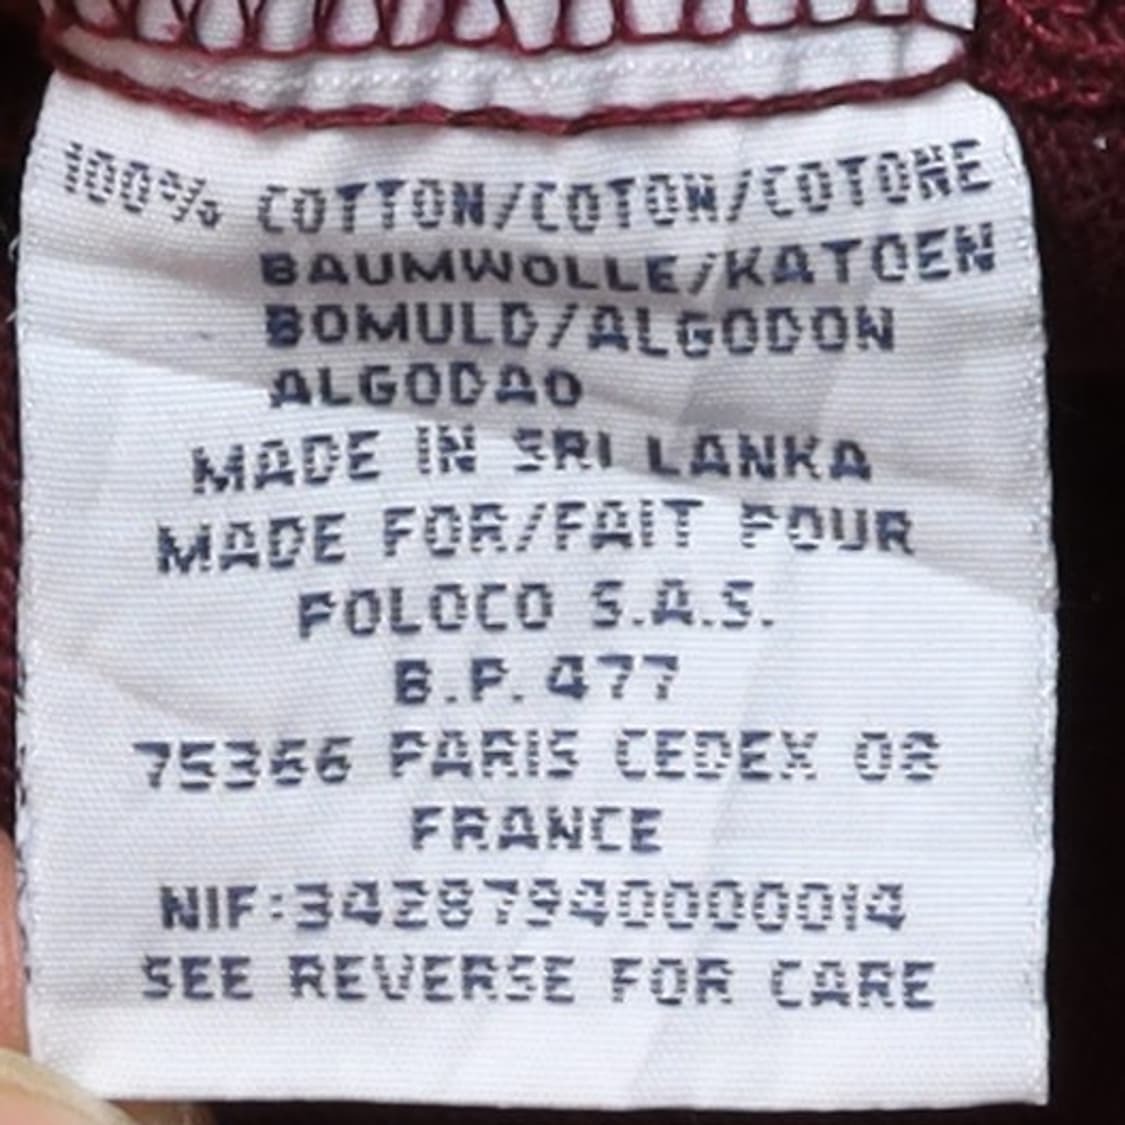 100% COTTON/COTON/COTONE
BAUMWOLLE/KATOEN
BOMULD/ALGODON
ALGODAO
MADE IN SRI LANKA
MADE FOR/FAIT POUR
POLOCO S.A.S.
B.P. 477
75366 PARIS CEDEX 08
FRANCE
NIF:34287940000014
SEE REVERSE FOR CARE